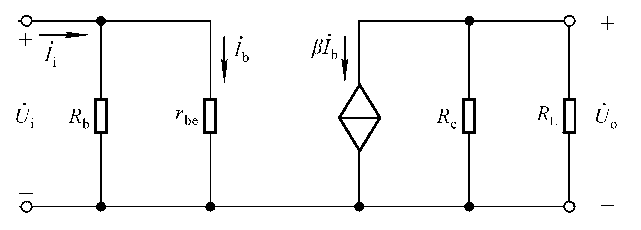 + İi İb βİb +
U̇i Rb rbe Rc RL U̇o
− −